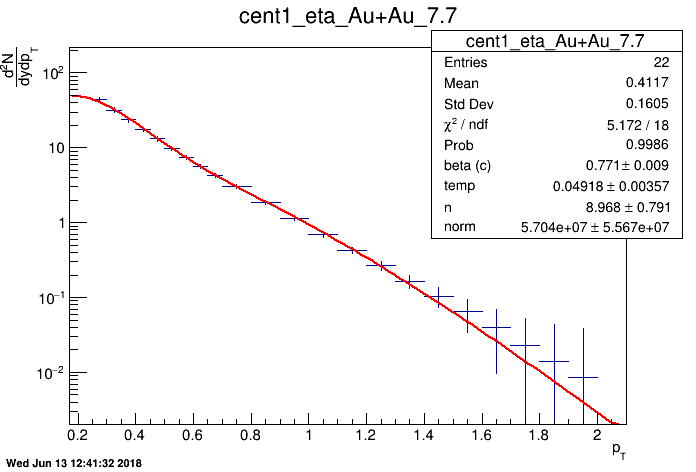 cent1_eta_Au+Au_7.7
d²N
dydp_T
cent1_eta_Au+Au_7.7
Entries 22
Mean 0.4117
Std Dev 0.1605
χ² / ndf 5.172 / 18
Prob 0.9986
beta (c) 0.771 ± 0.009
temp 0.04918 ± 0.00357
n 8.968 ± 0.791
norm 5.704e+07 ± 5.567e+07
10²
10
1
10⁻¹
10⁻²
0.2 0.4 0.6 0.8 1 1.2 1.4 1.6 1.8 2
p_T
Wed Jun 13 12:41:32 2018